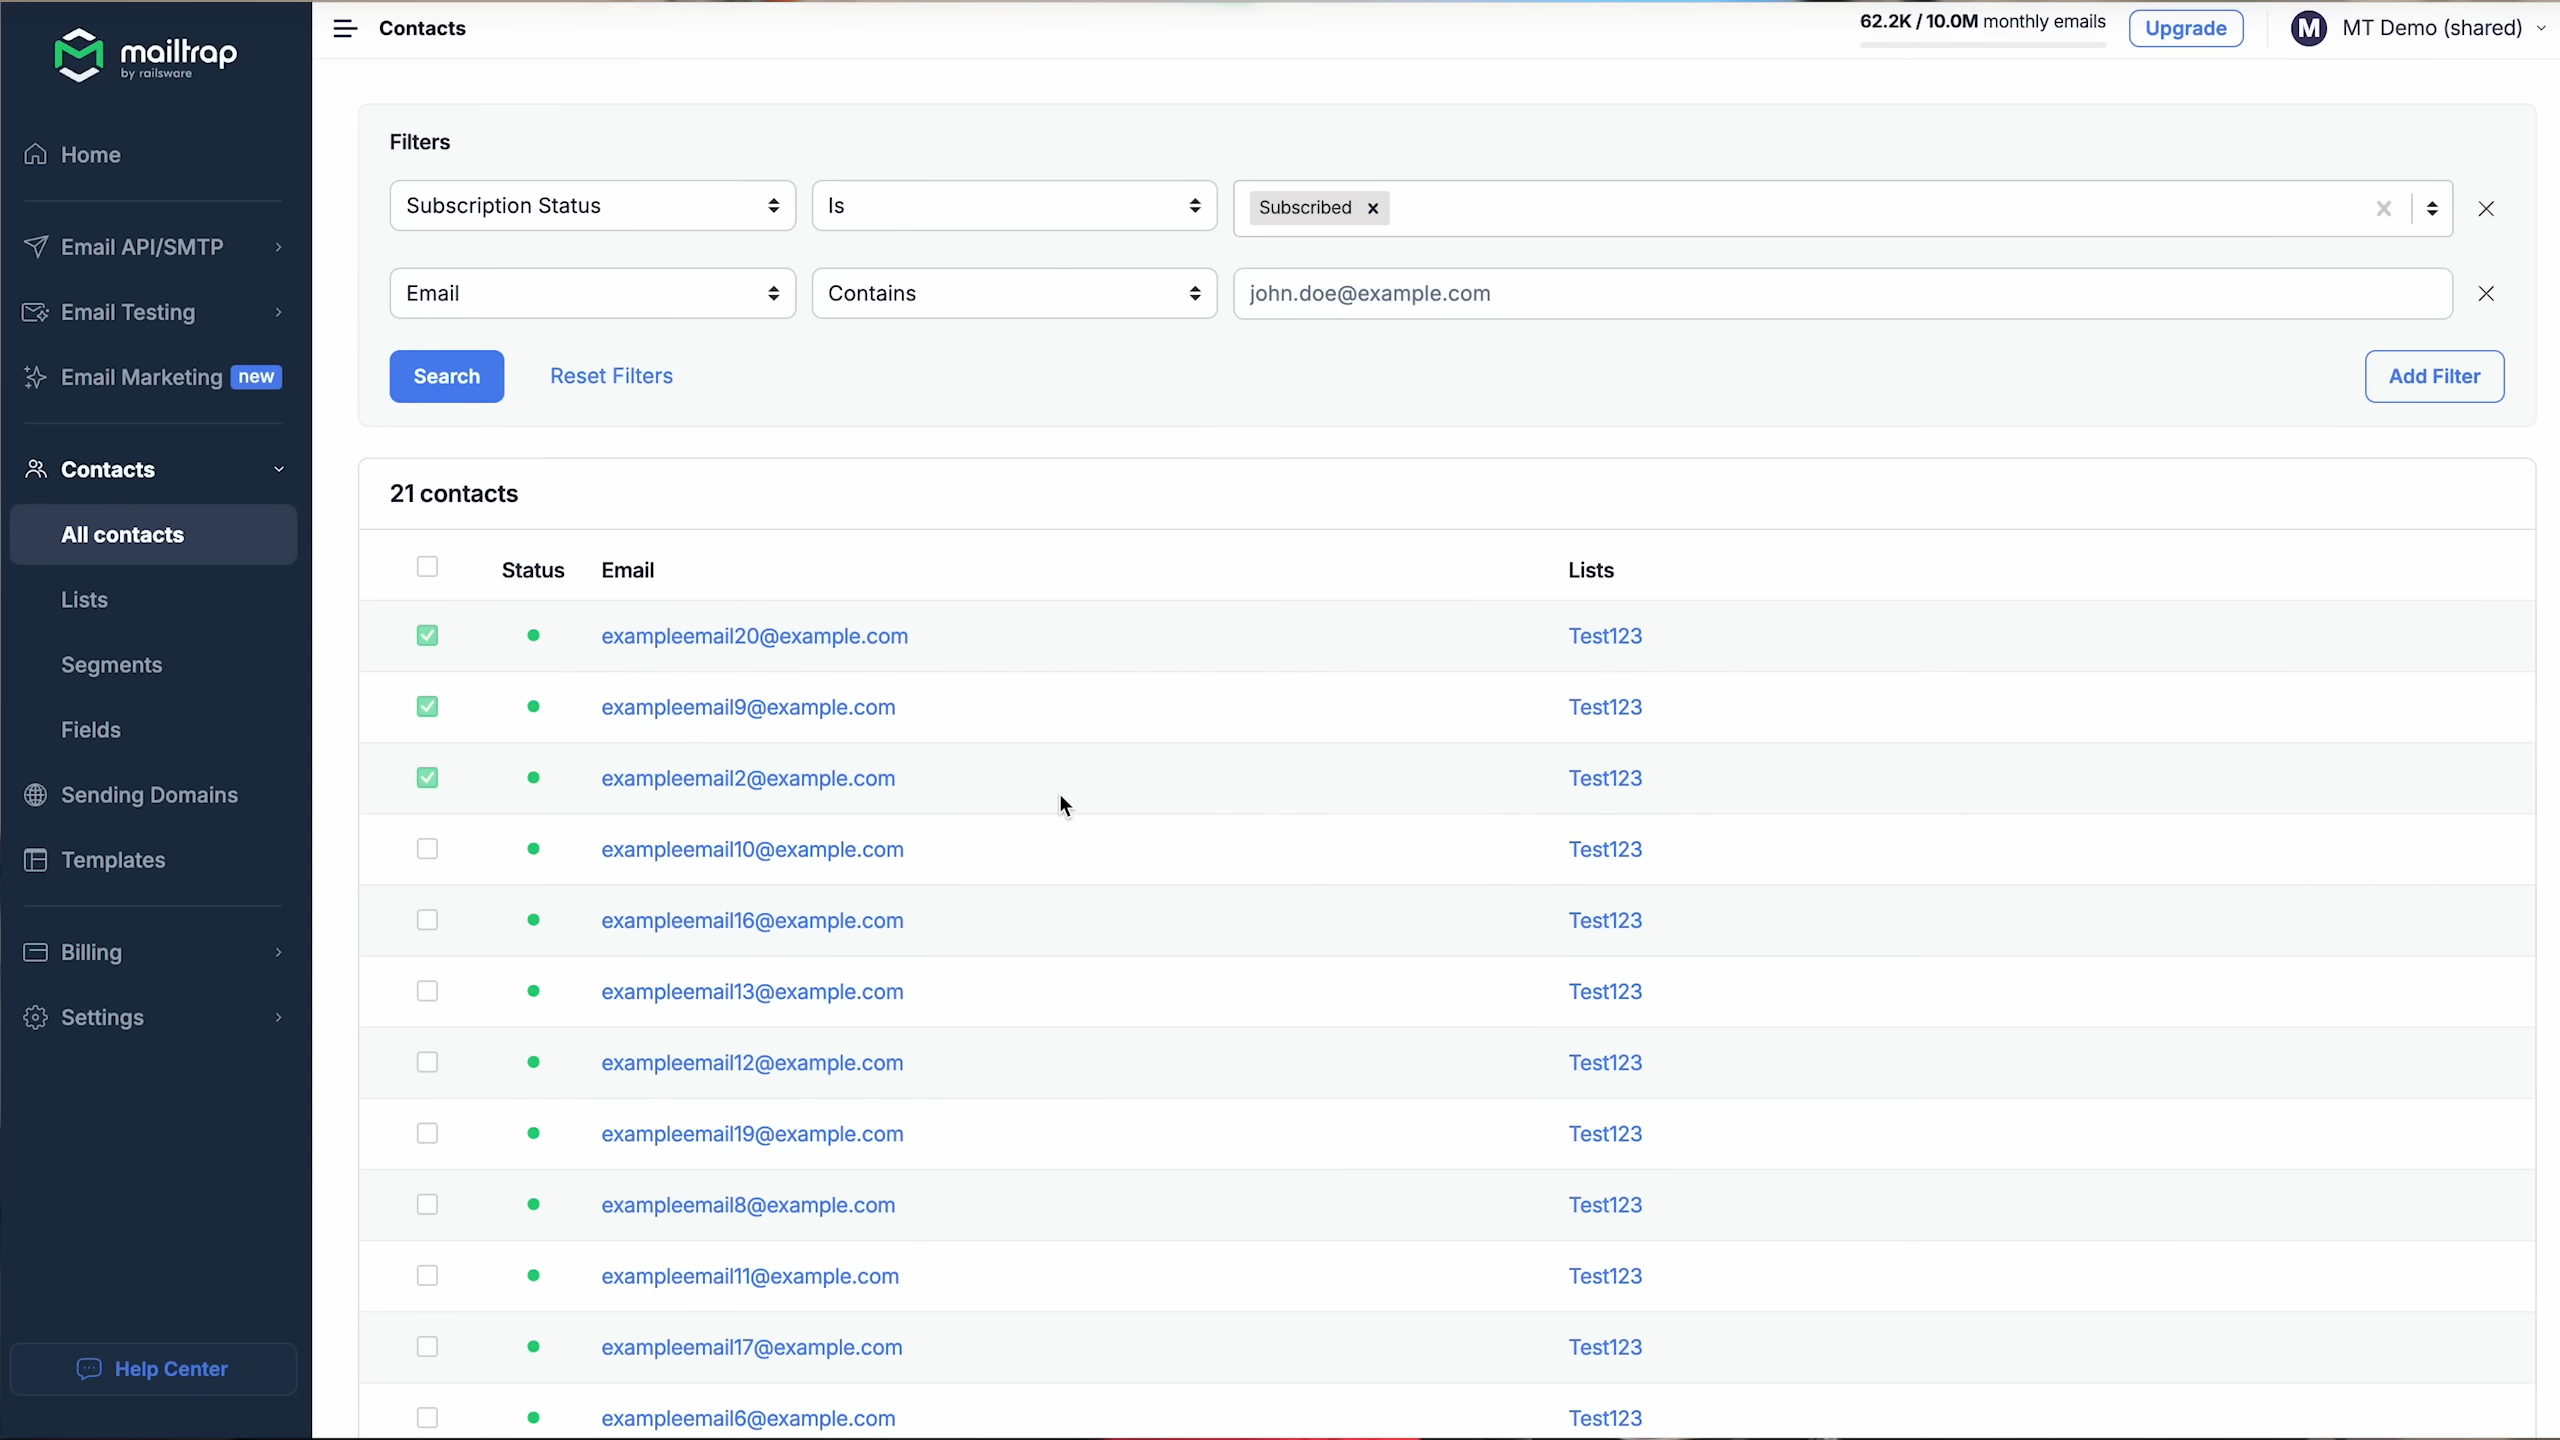 mailtrap
by railsware
Contacts
62.2K / 10.0M monthly emails
Upgrade
M
MT Demo (shared)
Home
Email API/SMTP
Email Testing
Email Marketing new
Contacts
All contacts
Lists
Segments
Fields
Sending Domains
Templates
Billing
Settings
Help Center
Filters
Subscription Status
Is
Subscribed
Email
Contains
john.doe@example.com
Search
Reset Filters
Add Filter
21 contacts
Status Email Lists
exampleemail20@example.com Test123
exampleemail9@example.com Test123
exampleemail2@example.com Test123
exampleemail10@example.com Test123
exampleemail16@example.com Test123
exampleemail13@example.com Test123
exampleemail12@example.com Test123
exampleemail19@example.com Test123
exampleemail8@example.com Test123
exampleemail11@example.com Test123
exampleemail17@example.com Test123
exampleemail6@example.com Test123